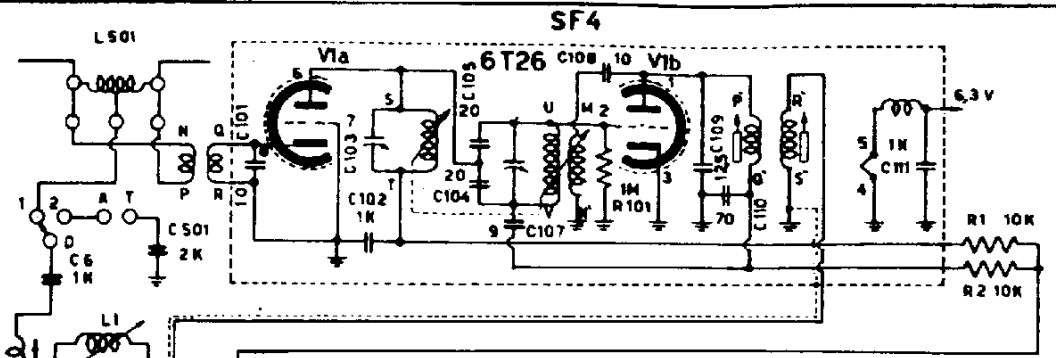 SF4
L501
V1a
6T26
C108
10
V1b
6
1
C105
6,3 V
S
20
U
M
2
P'
R'
N
Q
C101
7
C103
C109
125
1K
5
C111
8
T
20
C104
1M
R101
3
Q'
S'
4
P
R
10
C102
1K
V
70
C110
1
2
A
T
C501
2K
9
C107
R1 10K
D
C6
1K
R2 10K
L1